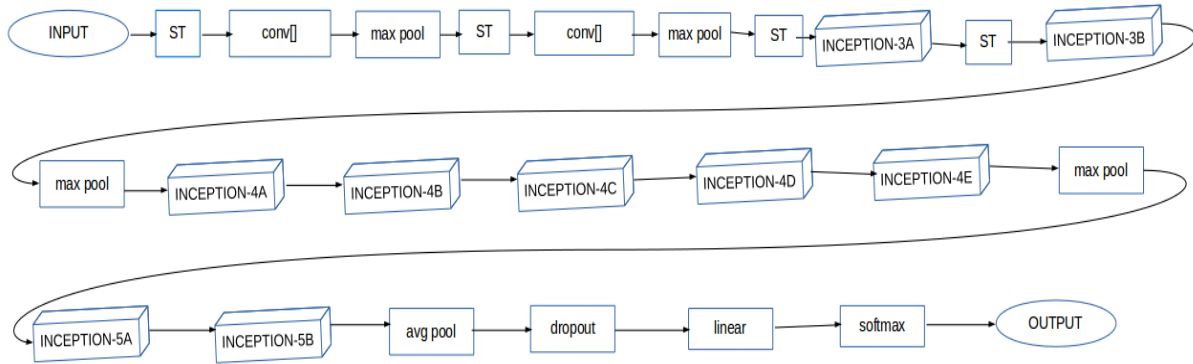 INPUT
ST
conv[]
max pool
ST
conv[]
max pool
ST
INCEPTION-3A
ST
INCEPTION-3B
max pool
INCEPTION-4A
INCEPTION-4B
INCEPTION-4C
INCEPTION-4D
INCEPTION-4E
max pool
INCEPTION-5A
INCEPTION-5B
avg pool
dropout
linear
softmax
OUTPUT